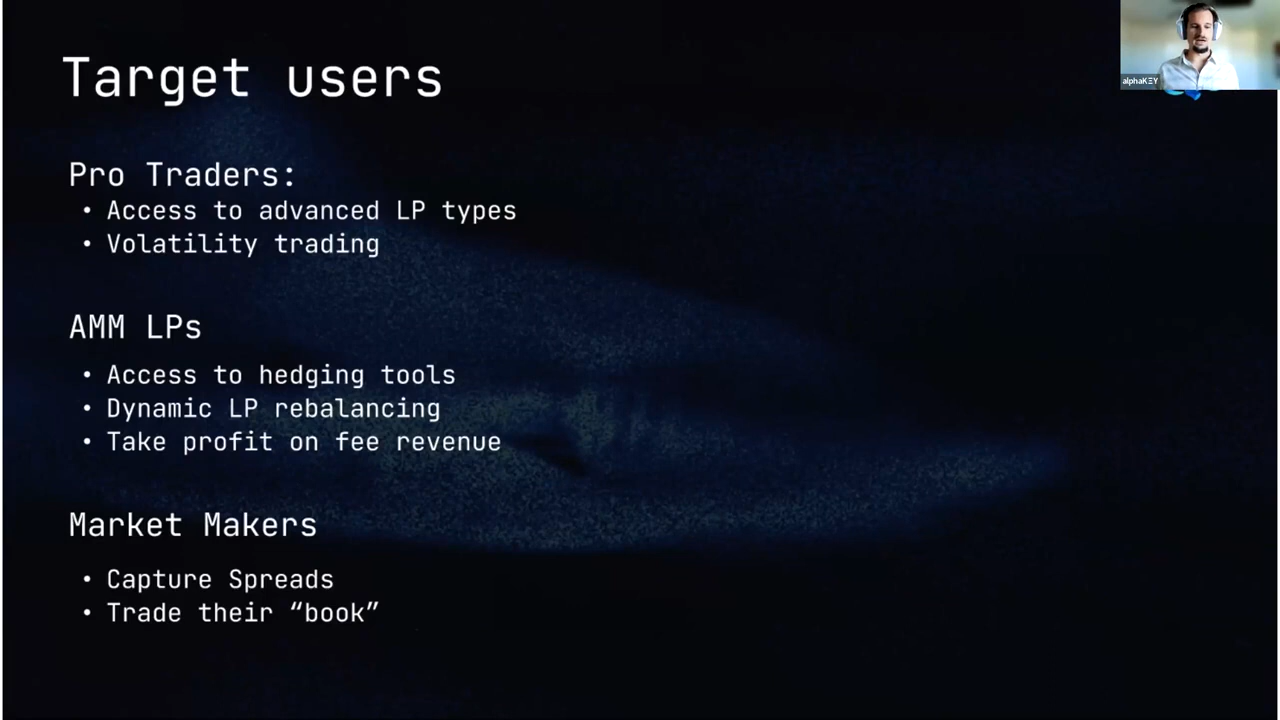 Target users
alphaKEY
Pro Traders:
• Access to advanced LP types
• Volatility trading
AMM LPs
• Access to hedging tools
• Dynamic LP rebalancing
• Take profit on fee revenue
Market Makers
• Capture Spreads
• Trade their “book”